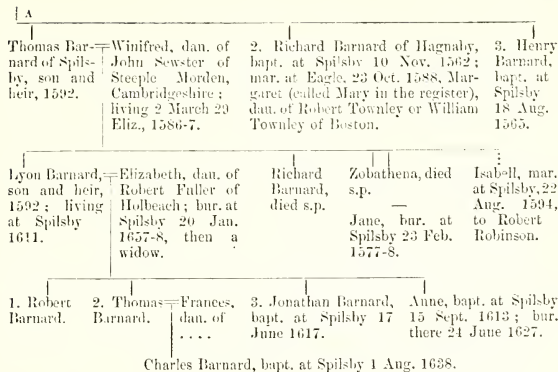 A
Thomas Bar-
nard of Spils-
by, son and
heir, 1592.
Winifred, dau. of
John Sewster of
Steeple Morden,
Cambridgeshire;
living 2 March 29
Eliz., 1586-7.
2. Richard Barnard of Hagnaby,
bapt. at Spilsby 10 Nov. 1562;
mar. at Eagle, 23 Oct. 1588, Mar-
garet (called Mary in the register),
dau. of Robert Townley or William
Townley of Boston.
3. Henry
Barnard,
bapt. at
Spilsby
18 Aug.
1565.
Lyon Barnard,
son and heir,
1592; living
at Spilsby
1611.
Elizabeth, dau. of
Robert Fuller of
Holbeach; bur. at
Spilsby 20 Jan.
1657-8, then a
widow.
Richard
Barnard,
died s.p.
Zobathena, died
s.p.
—
Jane, bur. at
Spilsby 23 Feb.
1577-8.
Isabell, mar.
at Spilsby, 22
Aug. 1594,
to Robert
Robinson.
1. Robert
Barnard.
2. Thomas
Barnard.
Frances,
dau. of
. . . .
3. Jonathan Barnard,
bapt. at Spilsby 17
June 1617.
Anne, bapt. at Spilsby
15 Sept. 1613; bur.
there 24 June 1627.
Charles Barnard, bapt. at Spilsby 1 Aug. 1638.